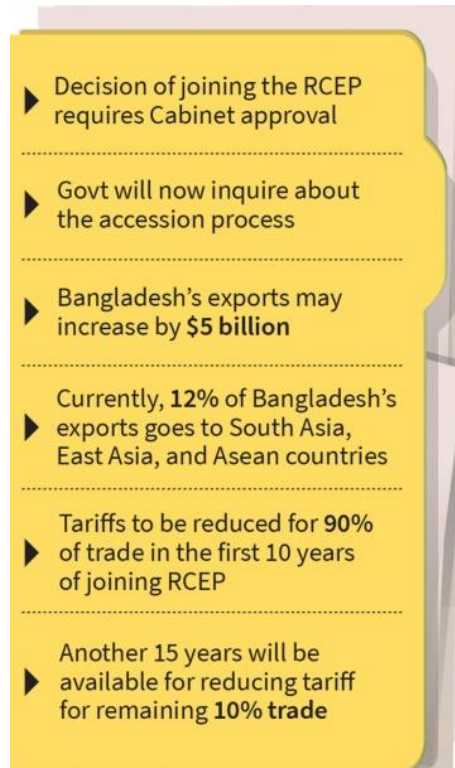 Decision of joining the RCEP
requires Cabinet approval
Govt will now inquire about
the accession process
Bangladesh's exports may
increase by $5 billion
Currently, 12% of Bangladesh's
exports goes to South Asia,
East Asia, and Asean countries
Tariffs to be reduced for 90%
of trade in the first 10 years
of joining RCEP
Another 15 years will be
available for reducing tariff
for remaining 10% trade